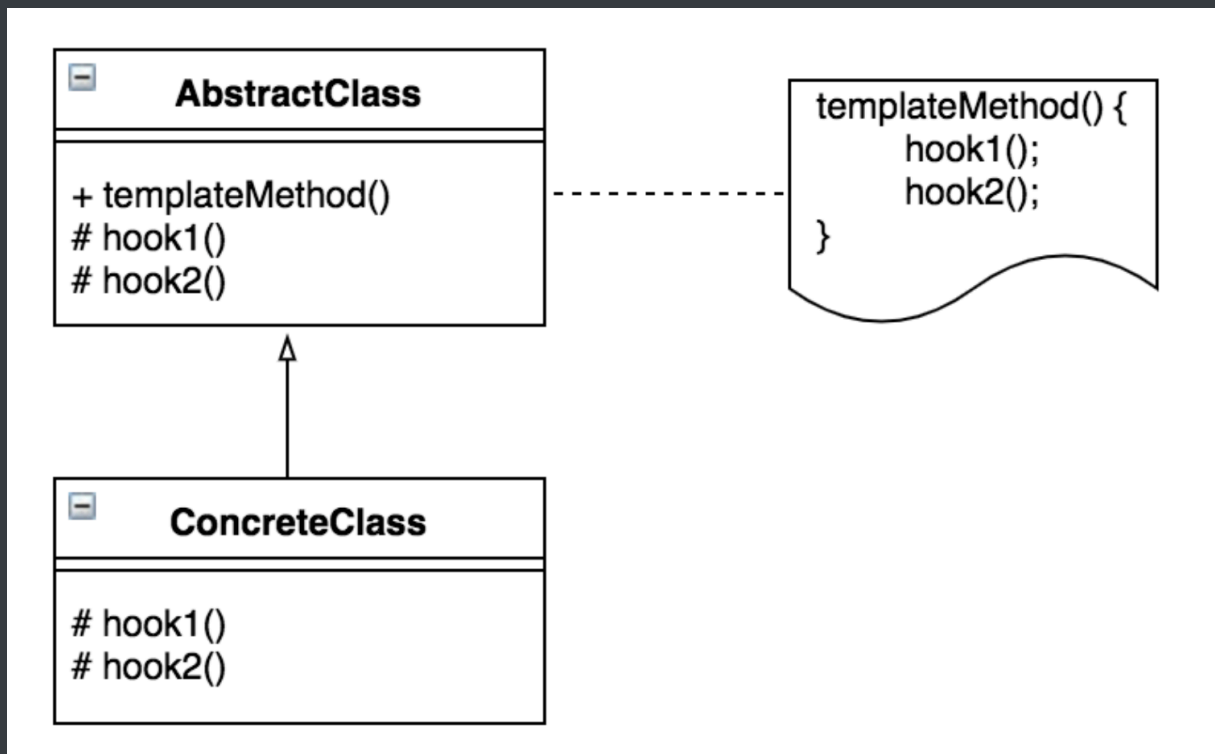 AbstractClass
+ templateMethod()
# hook1()
# hook2()
templateMethod() {
hook1();
hook2();
}
ConcreteClass
# hook1()
# hook2()